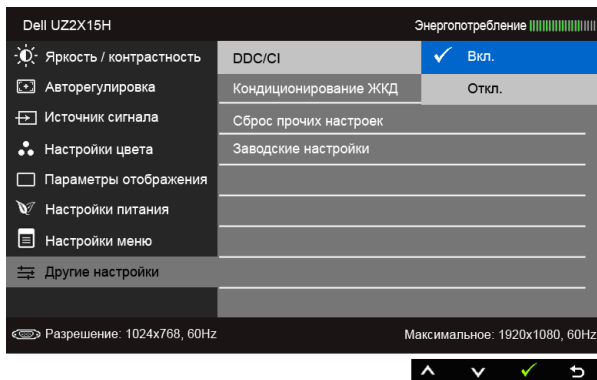 Dell UZ2X15H Энергопотребление
Яркость / контрастность DDC/CI Вкл.
Авторегулировка Кондиционирование ЖКД Откл.
Источник сигнала Сброс прочих настроек
Настройки цвета Заводские настройки
Параметры отображения
Настройки питания
Настройки меню
Другие настройки
Разрешение: 1024x768, 60Hz Максимальное: 1920x1080, 60Hz